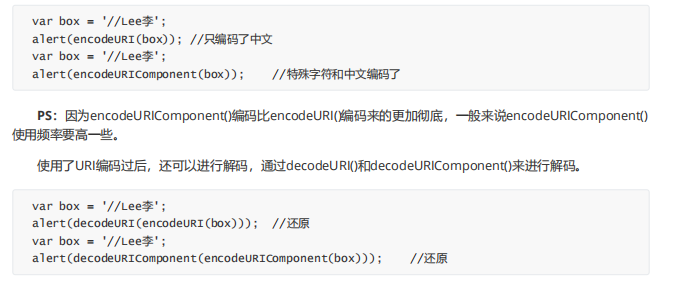 var box = '//Lee李';
alert(encodeURI(box)); //只编码了中文
var box = '//Lee李';
alert(encodeURIComponent(box));    //特殊字符和中文编码了
PS：因为encodeURIComponent()编码比encodeURI()编码来的更加彻底，一般来说encodeURIComponent()
使用频率要高一些。
使用了URI编码过后，还可以进行解码，通过decodeURI()和decodeURIComponent()来进行解码。
var box = '//Lee李';
alert(decodeURI(encodeURI(box)));  //还原
var box = '//Lee李';
alert(decodeURIComponent(encodeURIComponent(box)));    //还原